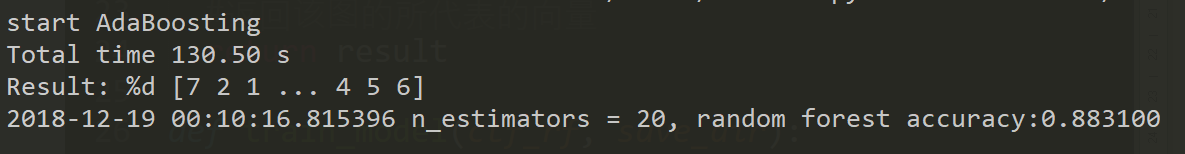 start AdaBoosting
Total time 130.50 s
Result: %d [7 2 1 ... 4 5 6]
2018-12-19 00:10:16.815396 n_estimators = 20, random forest accuracy:0.883100